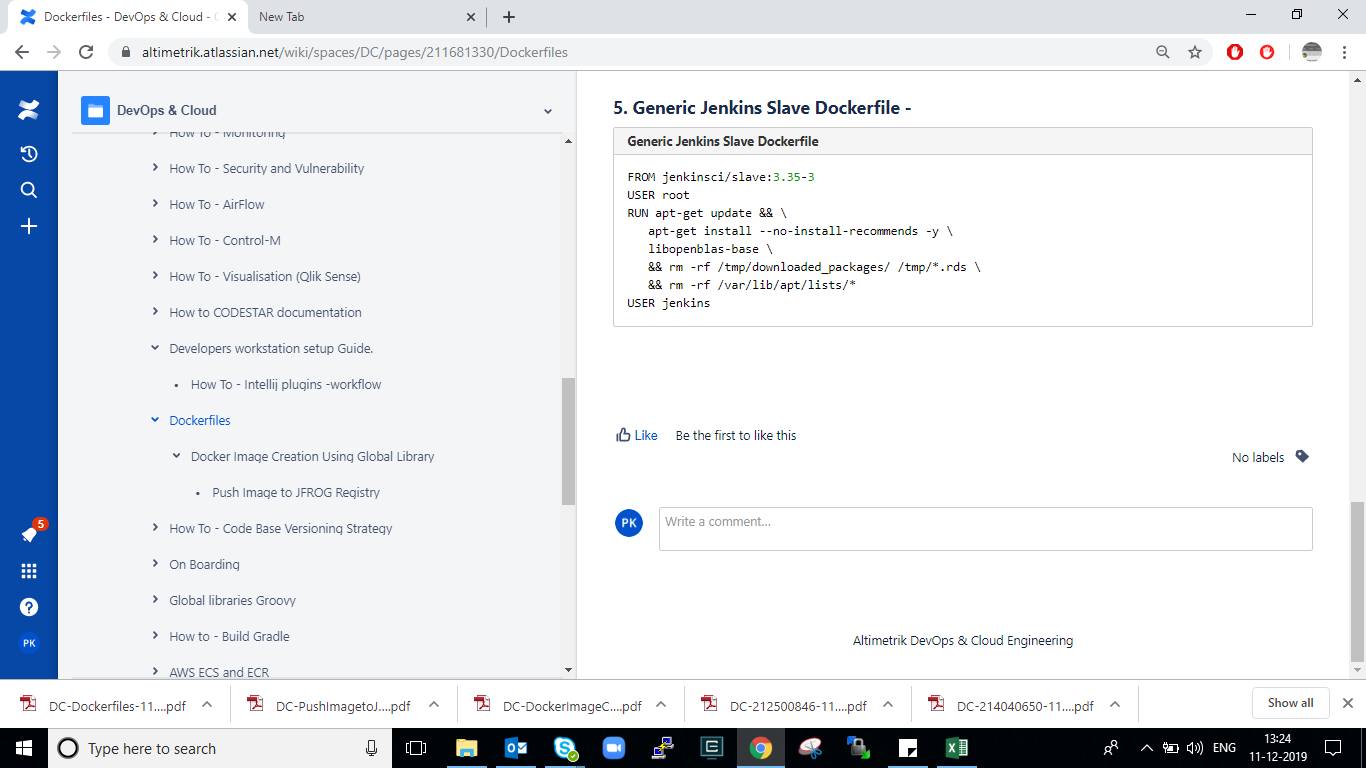 Dockerfiles - DevOps & Cloud -
New Tab
altimetrik.atlassian.net/wiki/spaces/DC/pages/211681330/Dockerfiles
DevOps & Cloud
How To - Monitoring
How To - Security and Vulnerability
How To - AirFlow
How To - Control-M
How To - Visualisation (Qlik Sense)
How to CODESTAR documentation
Developers workstation setup Guide.
• How To - Intellij plugins -workflow
Dockerfiles
Docker Image Creation Using Global Library
• Push Image to JFROG Registry
How To - Code Base Versioning Strategy
On Boarding
Global libraries Groovy
How to - Build Gradle
AWS ECS and ECR
5
PK
5. Generic Jenkins Slave Dockerfile -
Generic Jenkins Slave Dockerfile
FROM jenkinsci/slave:3.35-3
USER root
RUN apt-get update && \
apt-get install --no-install-recommends -y \
libopenblas-base \
&& rm -rf /tmp/downloaded_packages/ /tmp/*.rds \
&& rm -rf /var/lib/apt/lists/*
USER jenkins
Like Be the first to like this
No labels
PK
Write a comment...
Altimetrik DevOps & Cloud Engineering
DC-Dockerfiles-11....pdf
DC-PushImagetoJ....pdf
DC-DockerImageC....pdf
DC-212500846-11....pdf
DC-214040650-11....pdf
Show all
Type here to search
ENG
13:24
11-12-2019